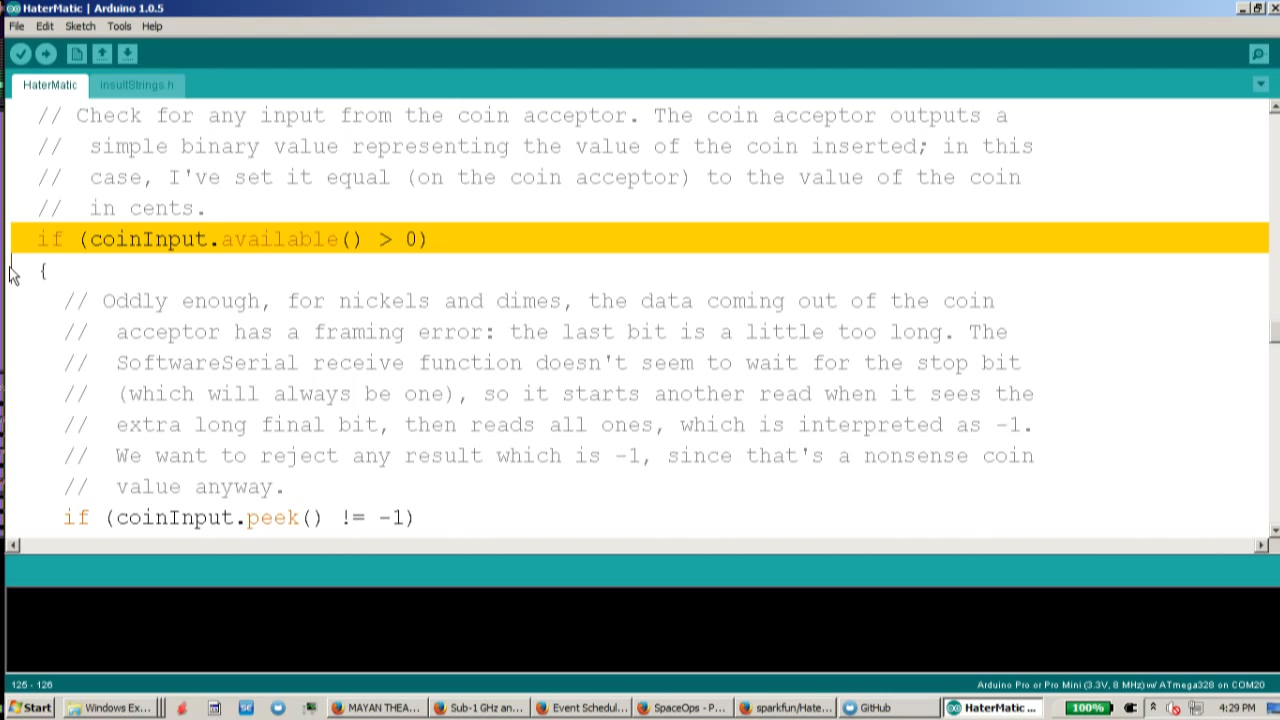 HaterMatic | Arduino 1.0.5
File Edit Sketch Tools Help
HaterMatic insultStrings.h
// Check for any input from the coin acceptor. The coin acceptor outputs a
//  simple binary value representing the value of the coin inserted; in this
//  case, I've set it equal (on the coin acceptor) to the value of the coin
//  in cents.
if (coinInput.available() > 0)
{
// Oddly enough, for nickels and dimes, the data coming out of the coin
//  acceptor has a framing error: the last bit is a little too long. The
//  SoftwareSerial receive function doesn't seem to wait for the stop bit
//  (which will always be one), so it starts another read when it sees the
//  extra long final bit, then reads all ones, which is interpreted as -1.
//  We want to reject any result which is -1, since that's a nonsense coin
//  value anyway.
if (coinInput.peek() != -1)
125 - 126 Arduino Pro or Pro Mini (3.3V, 8 MHz) w/ ATmega328 on COM20
Start Windows Ex... MAYAN THEA... Sub-1 GHz an... Event Schedul... SpaceOps - P... sparkfun/Hate... GitHub HaterMatic ... 100% 4:29 PM